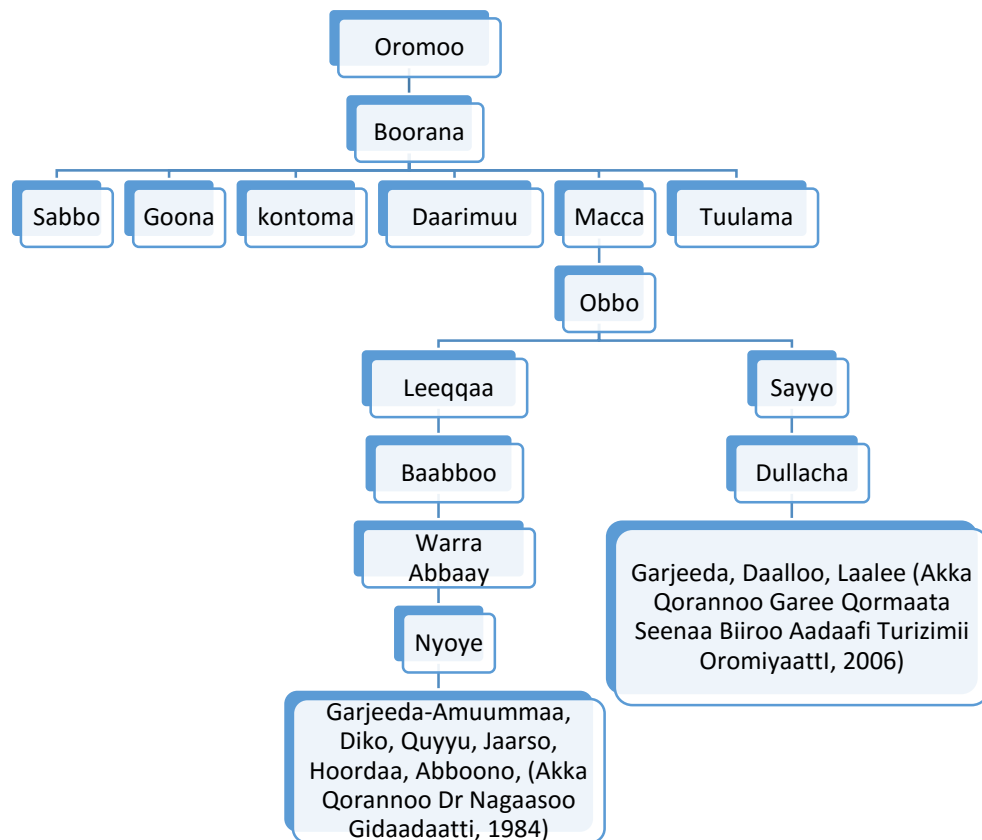 Oromoo
Boorana
Sabbo
Goona
kontoma
Daarimuu
Macca
Tuulama
Obbo
Leeqqaa
Sayyo
Baabboo
Dullacha
Warra
Abbaay
Nyoye
Garjeeda, Daalloo, Laalee (Akka
Qorannoo Garee Qormaata
Seenaa Biiroo Aadaafi Turizimii
OromiyaattI, 2006)
Garjeeda-Amuummaa,
Diko, Quyyu, Jaarso,
Hoordaa, Abboono, (Akka
Qorannoo Dr Nagaasoo
Gidaadaatti, 1984)